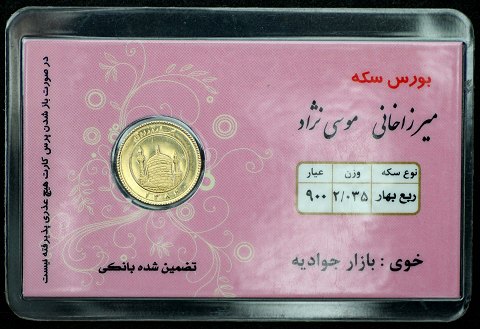 بورس سکه
میرزاخانی موسی نژاد
نوع سکه وزن عیار
ربع بهار ۲/۰۳۵ ۹۰۰
خوی : بازار جوادیه
تضمین شده بانکی
در صورت باز شدن پرس کارت هیچ عذری پذیرفته نیست